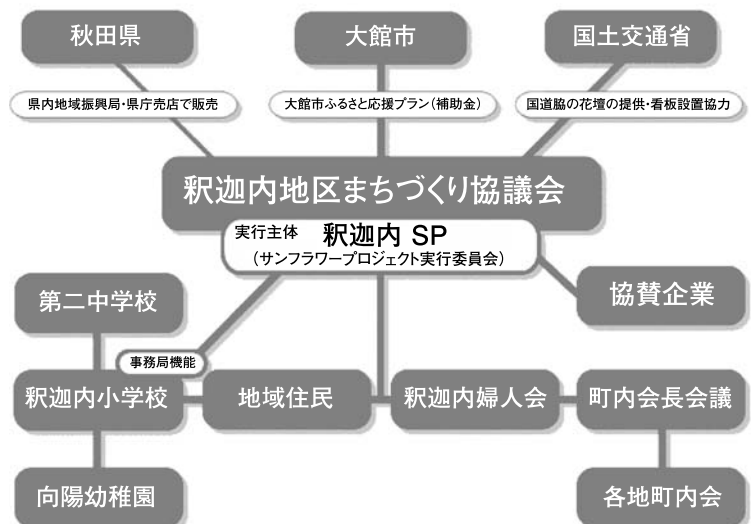 秋田県
大館市
国土交通省
県内地域振興局・県庁売店で販売
大館市ふるさと応援プラン(補助金)
国道脇の花壇の提供・看板設置協力
釈迦内地区まちづくり協議会
実行主体 釈迦内 SP
(サンフラワープロジェクト実行委員会)
第二中学校
協賛企業
事務局機能
釈迦内小学校
地域住民
釈迦内婦人会
町内会長会議
向陽幼稚園
各地町内会